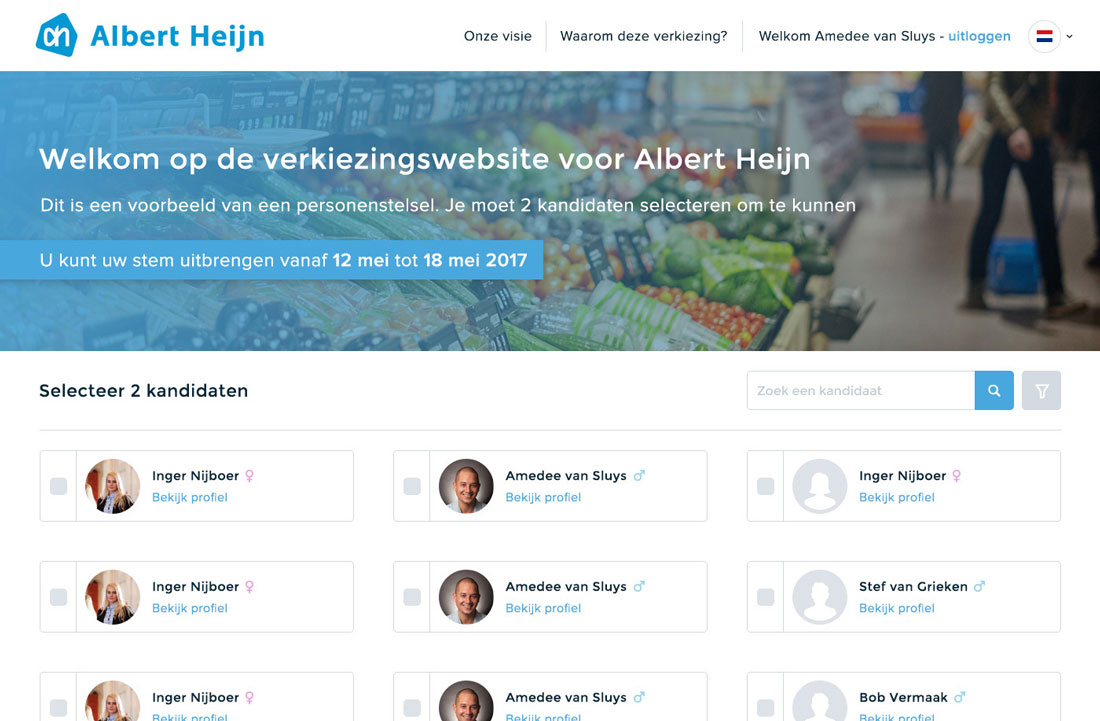 Albert Heijn
Onze visie
Waarom deze verkiezing?
Welkom Amedee van Sluys - uitloggen
Welkom op de verkiezingswebsite voor Albert Heijn
Dit is een voorbeeld van een personenstelsel. Je moet 2 kandidaten selecteren om te kunnen
U kunt uw stem uitbrengen vanaf 12 mei tot 18 mei 2017
Selecteer 2 kandidaten
Zoek een kandidaat
Inger Nijboer ♀
Bekijk profiel
Amedee van Sluys ♂
Bekijk profiel
Inger Nijboer ♀
Bekijk profiel
Inger Nijboer ♀
Bekijk profiel
Amedee van Sluys ♂
Bekijk profiel
Stef van Grieken ♂
Bekijk profiel
Inger Nijboer ♀
Bekijk profiel
Amedee van Sluys ♂
Bekijk profiel
Bob Vermaak ♂
Bekijk profiel